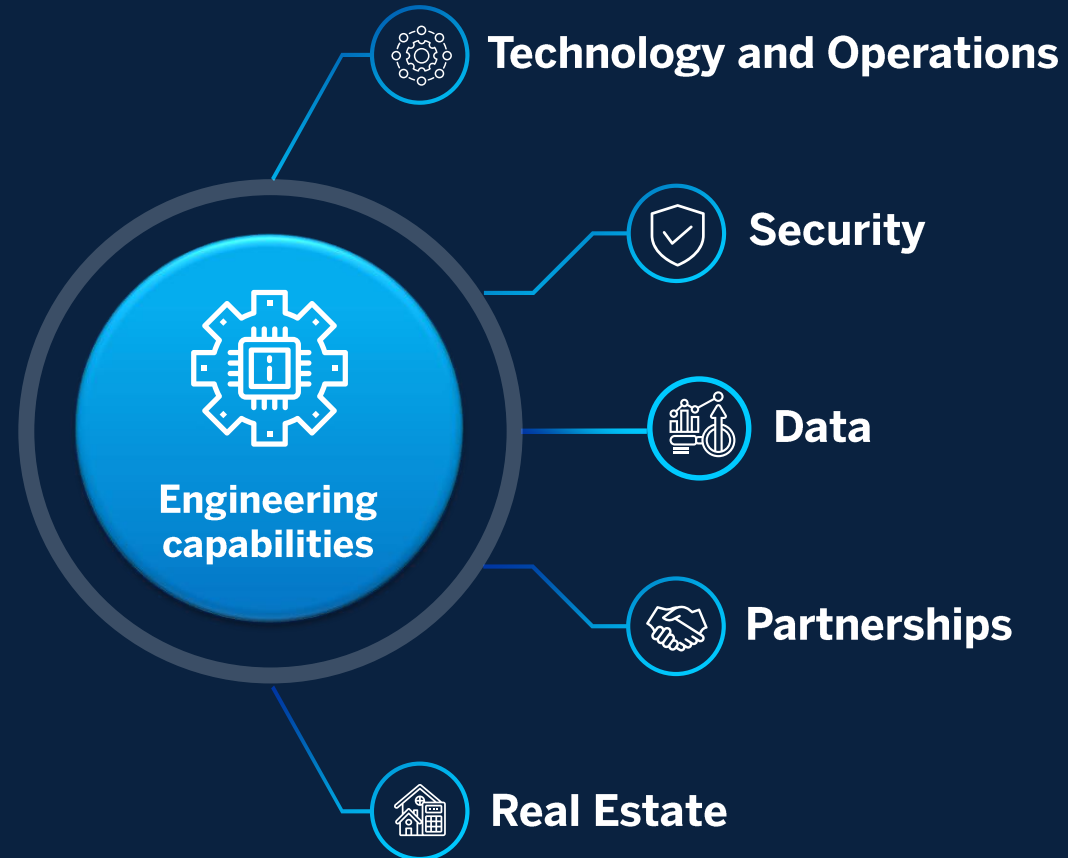 Technology and Operations
Security
Data
Engineering
capabilities
Partnerships
Real Estate